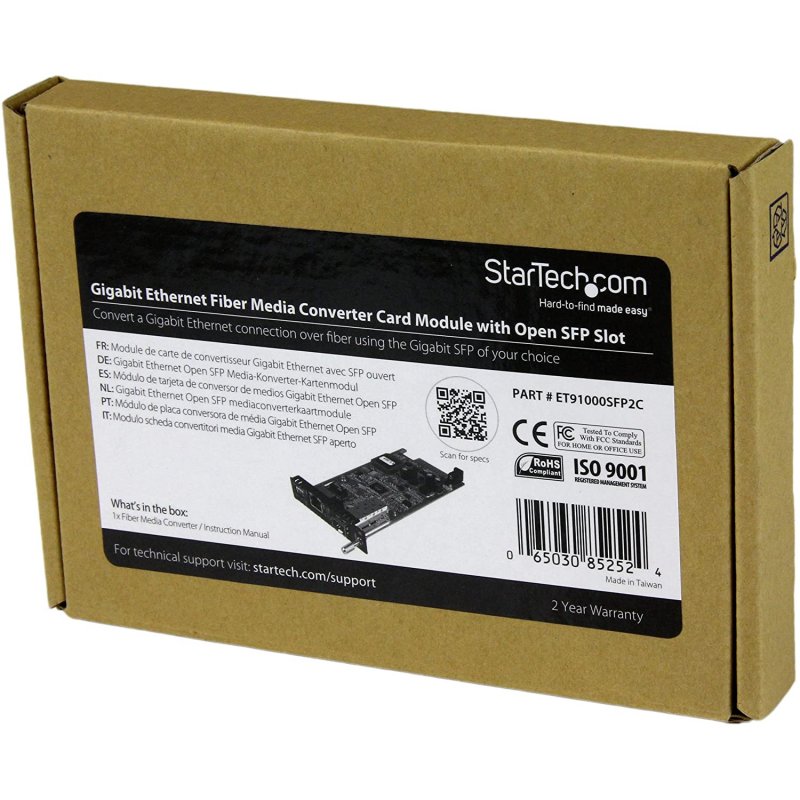 StarTech.com
Hard-to-find made easy®
Gigabit Ethernet Fiber Media Converter Card Module with Open SFP Slot
Convert a Gigabit Ethernet connection over fiber using the Gigabit SFP of your choice
FR: Module de carte de convertisseur Gigabit Ethernet avec SFP ouvert
DE: Gigabit Ethernet Open SFP Media-Konverter-Kartenmodul
ES: Módulo de tarjeta de conversor de medios Gigabit Ethernet Open SFP
NL: Gigabit Ethernet Open SFP mediaconverterkaartmodule
PT: Módulo de placa conversora de média Gigabit Ethernet Open SFP
IT: Modulo scheda convertitori media Gigabit Ethernet SFP aperto
Scan for specs
PART # ET91000SFP2C
CE FC Tested To Comply
With FCC Standards
FOR HOME OR OFFICE USE
RoHS
Compliant
ISO 9001
REGISTERED MANAGEMENT SYSTEM
What's in the box:
1x Fiber Media Converter / Instruction Manual
0 65030 85252 4
Made in Taiwan
For technical support visit: startech.com/support
2 Year Warranty